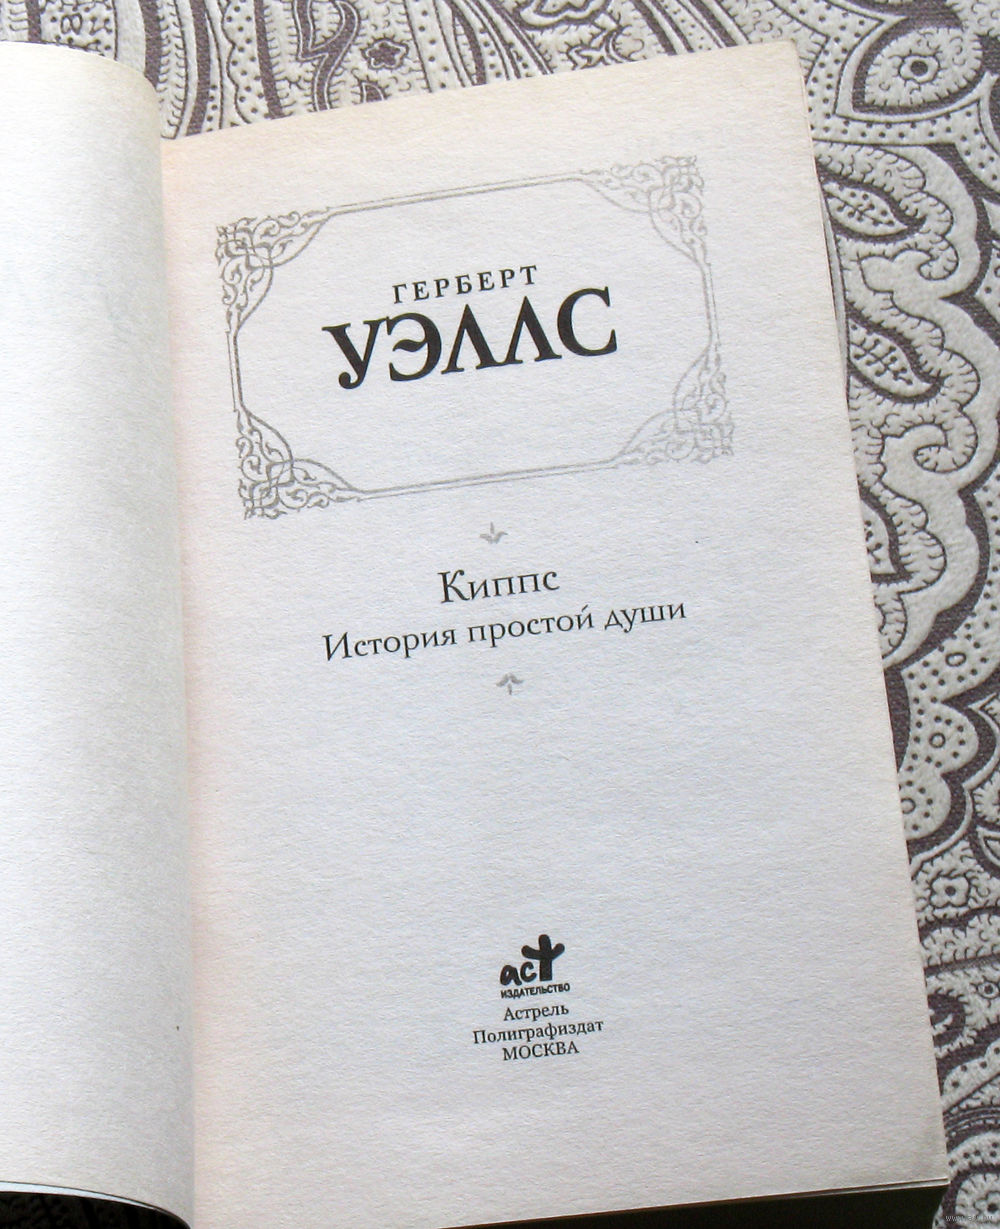 ГЕРБЕРТ
УЭЛЛС
Киппс
История простой души
аст
ИЗДАТЕЛЬСТВО
Астрель
Полиграфиздат
МОСКВА